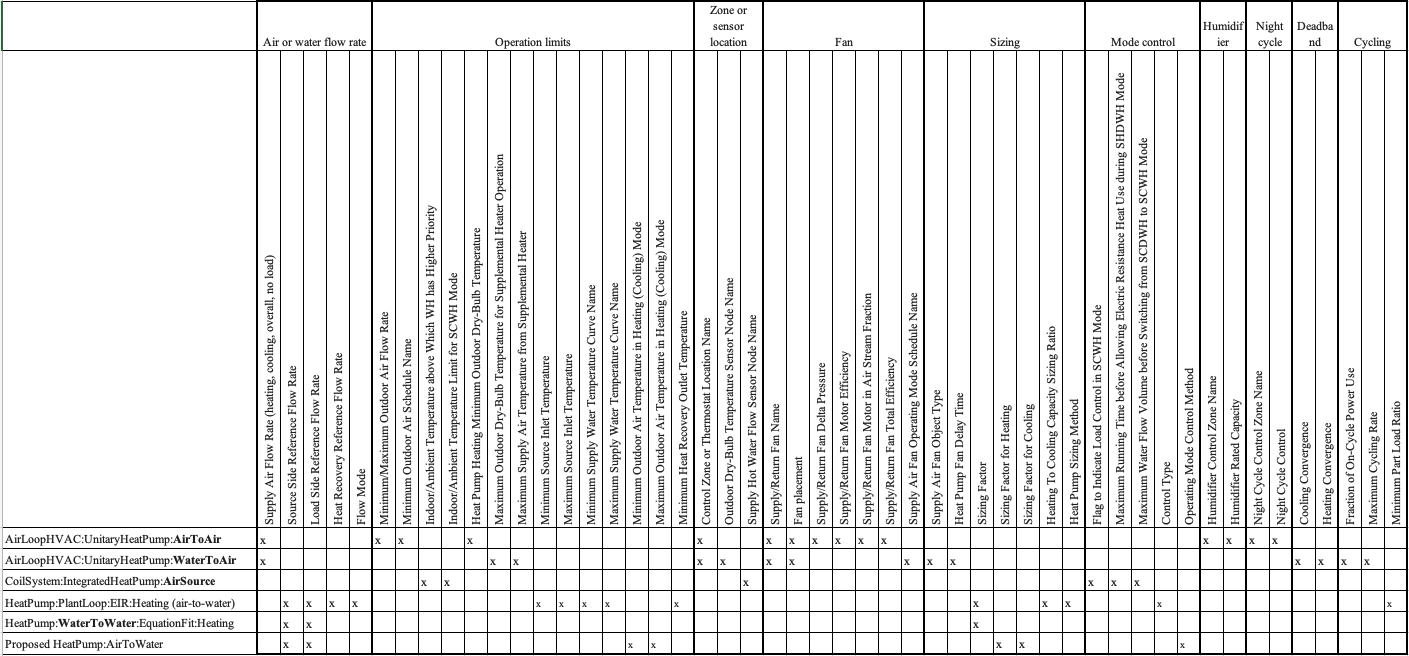 Air or water flow rate
Operation limits
Zone or
sensor
location
Fan
Sizing
Mode control
Humidif
ier
Night
cycle
Deadba
nd
Cycling
Supply Air Flow Rate (heating, cooling, overall, no load)
Source Side Reference Flow Rate
Load Side Reference Flow Rate
Heat Recovery Reference Flow Rate
Flow Mode
Minimum/Maximum Outdoor Air Flow Rate
Minimum Outdoor Air Schedule Name
Indoor/Ambient Temperature above Which WH has Higher Priority
Indoor/Ambient Temperature Limit for SCWH Mode
Heat Pump Heating Minimum Outdoor Dry-Bulb Temperature
Maximum Outdoor Dry-Bulb Temperature for Supplemental Heater Operation
Maximum Supply Air Temperature from Supplemental Heater
Minimum Source Inlet Temperature
Maximum Source Inlet Temperature
Minimum Supply Water Temperature Curve Name
Maximum Supply Water Temperature Curve Name
Minimum Outdoor Air Temperature in Heating (Cooling) Mode
Maximum Outdoor Air Temperature in Heating (Cooling) Mode
Minimum Heat Recovery Outlet Temperature
Control Zone or Thermostat Location Name
Outdoor Dry-Bulb Temperature Sensor Node Name
Supply Hot Water Flow Sensor Node Name
Supply/Return Fan Name
Fan placement
Supply/Return Fan Delta Pressure
Supply/Return Fan Motor Efficiency
Supply/Return Fan Motor in Air Stream Fraction
Supply/Return Fan Total Efficiency
Supply Air Fan Operating Mode Schedule Name
Supply Air Fan Object Type
Heat Pump Fan Delay Time
Sizing Factor
Sizing Factor for Heating
Sizing Factor for Cooling
Heating To Cooling Capacity Sizing Ratio
Heat Pump Sizing Method
Flag to Indicate Load Control in SCWH Mode
Maximum Running Time before Allowing Electric Resistance Heat Use during SHDWH Mode
Maximum Water Flow Volume before Switching from SCDWH to SCWH Mode
Control Type
Operating Mode Control Method
Humidifier Control Zone Name
Humidifier Rated Capacity
Night Cycle Control Zone Name
Night Cycle Control
Cooling Convergence
Heating Convergence
Fraction of On-Cycle Power Use
Maximum Cycling Rate
Minimum Part Load Ratio
AirLoopHVAC:UnitaryHeatPump:AirToAir x x x x x x x x x x x x x x x
AirLoopHVAC:UnitaryHeatPump:WaterToAir x x x x x x x x x x x x x x
CoilSystem:IntegratedHeatPump:AirSource x x x x x x
HeatPump:PlantLoop:EIR:Heating (air-to-water) x x x x x x x x x x x x x x
HeatPump:WaterToWater:EquationFit:Heating x x x
Proposed HeatPump:AirToWater x x x x x x x